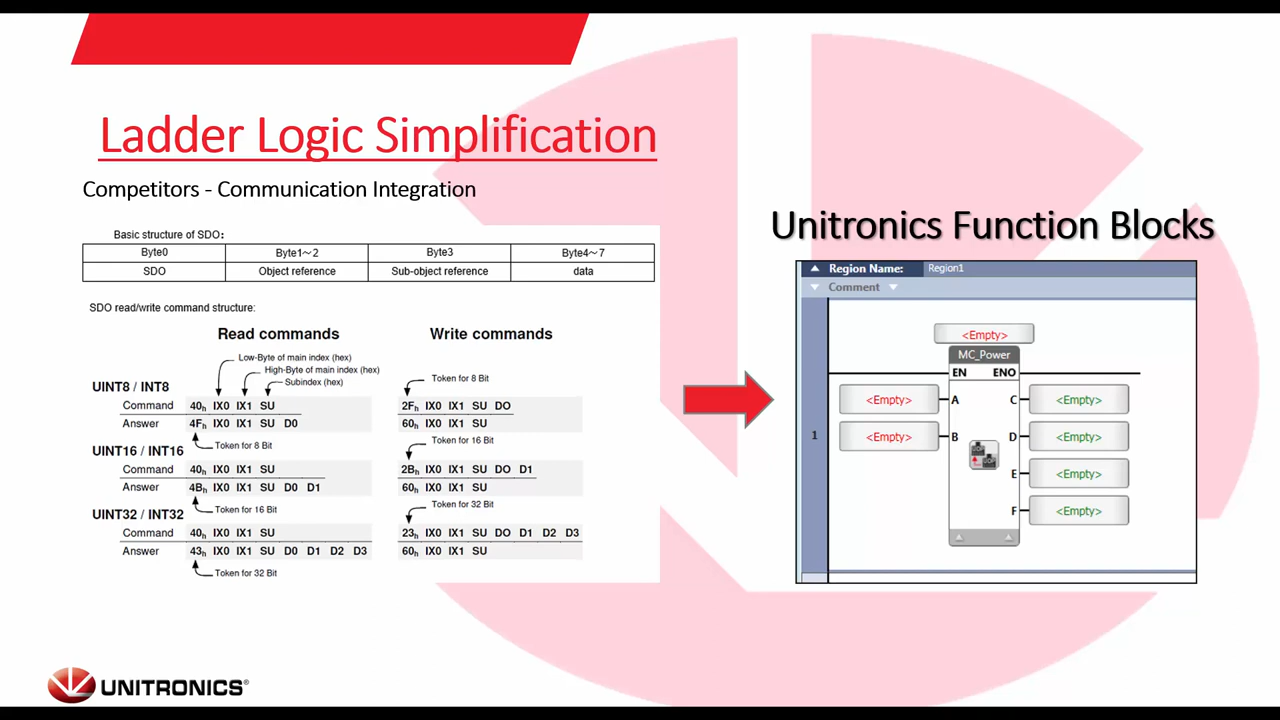 Ladder Logic Simplification
Competitors - Communication Integration
Basic structure of SDO:
Byte0 Byte1~2 Byte3 Byte4~7
SDO Object reference Sub-object reference data
SDO read/write command structure:
Read commands Write commands
Low-Byte of main index (hex)
High-Byte of main index (hex)
Subindex (hex)
Token for 8 Bit
UINT8 / INT8
Command 40h IX0 IX1 SU 2Fh IX0 IX1 SU DO
Answer 4Fh IX0 IX1 SU D0 60h IX0 IX1 SU
Token for 8 Bit
Token for 16 Bit
UINT16 / INT16
Command 40h IX0 IX1 SU 2Bh IX0 IX1 SU DO D1
Answer 4Bh IX0 IX1 SU D0 D1 60h IX0 IX1 SU
Token for 16 Bit
Token for 32 Bit
UINT32 / INT32
Command 40h IX0 IX1 SU 23h IX0 IX1 SU DO D1 D2 D3
Answer 43h IX0 IX1 SU D0 D1 D2 D3 60h IX0 IX1 SU
Token for 32 Bit
Unitronics Function Blocks
Region Name: Region1
Comment
<Empty>
MC_Power
EN ENO
<Empty> A C <Empty>
<Empty> B D <Empty>
1
E <Empty>
F <Empty>
UNITRONICS®